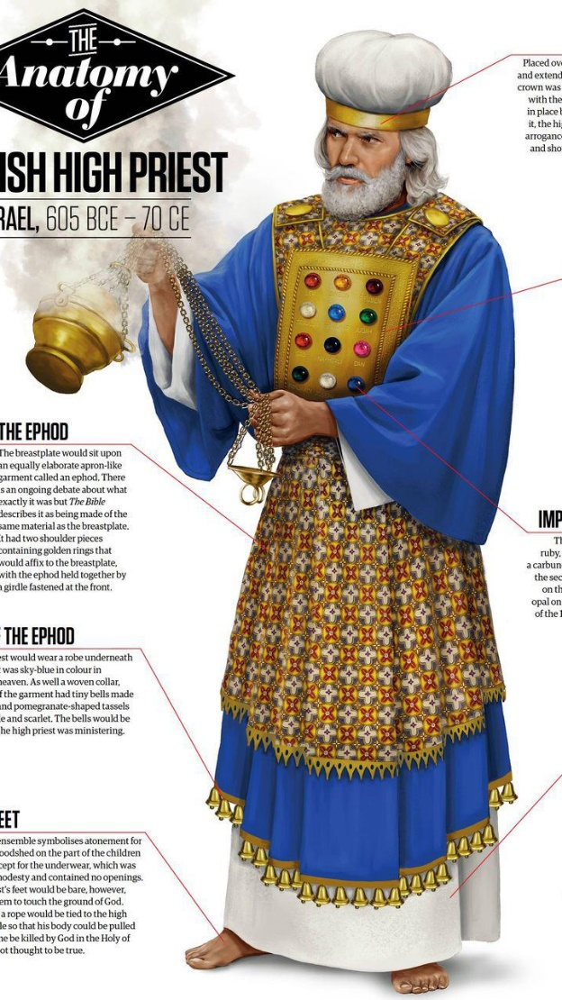 THE
Anatomy
of
ISH HIGH PRIEST
RAEL, 605 BCE – 70 CE
Placed ov
and extend
crown was
with the
in place b
it, the hi
arroganc
and sho
THE EPHOD
The breastplate would sit upon
an equally elaborate apron-like
garment called an ephod. There
is an ongoing debate about what
exactly it was but The Bible
describes it as being made of the
same material as the breastplate.
It had two shoulder pieces
containing golden rings that
would affix to the breastplate,
with the ephod held together by
a girdle fastened at the front.
IMP
Th
ruby,
a carbunc
the sec
on th
opal on
of the
F THE EPHOD
est would wear a robe underneath
t was sky-blue in colour in
heaven. As well a woven collar,
f the garment had tiny bells made
and pomegranate-shaped tassels
le and scarlet. The bells would be
he high priest was ministering.
EET
ensemble symbolises atonement for
oodshed on the part of the children
cept for the underwear, which was
modesty and contained no openings.
st's feet would be bare, however,
em to touch the ground of God.
a rope would be tied to the high
le so that his body could be pulled
he be killed by God in the Holy of
ot thought to be true.